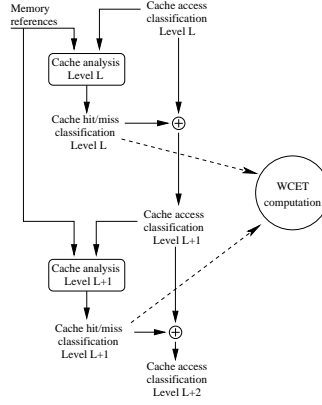 Memory
references
Cache access
classification
Level L
Cache analysis
Level L
Cache hit/miss
classification
Level L
WCET
computation
Cache access
classification
Level L+1
Cache analysis
Level L+1
Cache hit/miss
classification
Level L+1
Cache access
classification
Level L+2